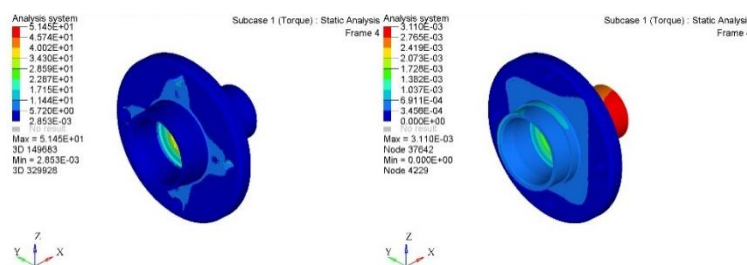 Analysis system
5.145E+01
4.574E+01
4.002E+01
3.430E+01
2.859E+01
2.287E+01
1.715E+01
1.144E+01
5.720E+00
2.853E-03
No result
Max = 5.145E+01
3D 149683
Min = 2.853E-03
3D 329928
Subcase 1 (Torque) : Static Analysis
Frame 4
Z
Y
X
Analysis system
3.110E-03
2.765E-03
2.419E-03
2.073E-03
1.728E-03
1.382E-03
1.037E-03
6.911E-04
3.456E-04
0.000E+00
No result
Max = 3.110E-03
Node 37642
Min = 0.000E+00
Node 4229
Subcase 1 (Torque) : Static Analysis
Frame 4
Z
Y
X